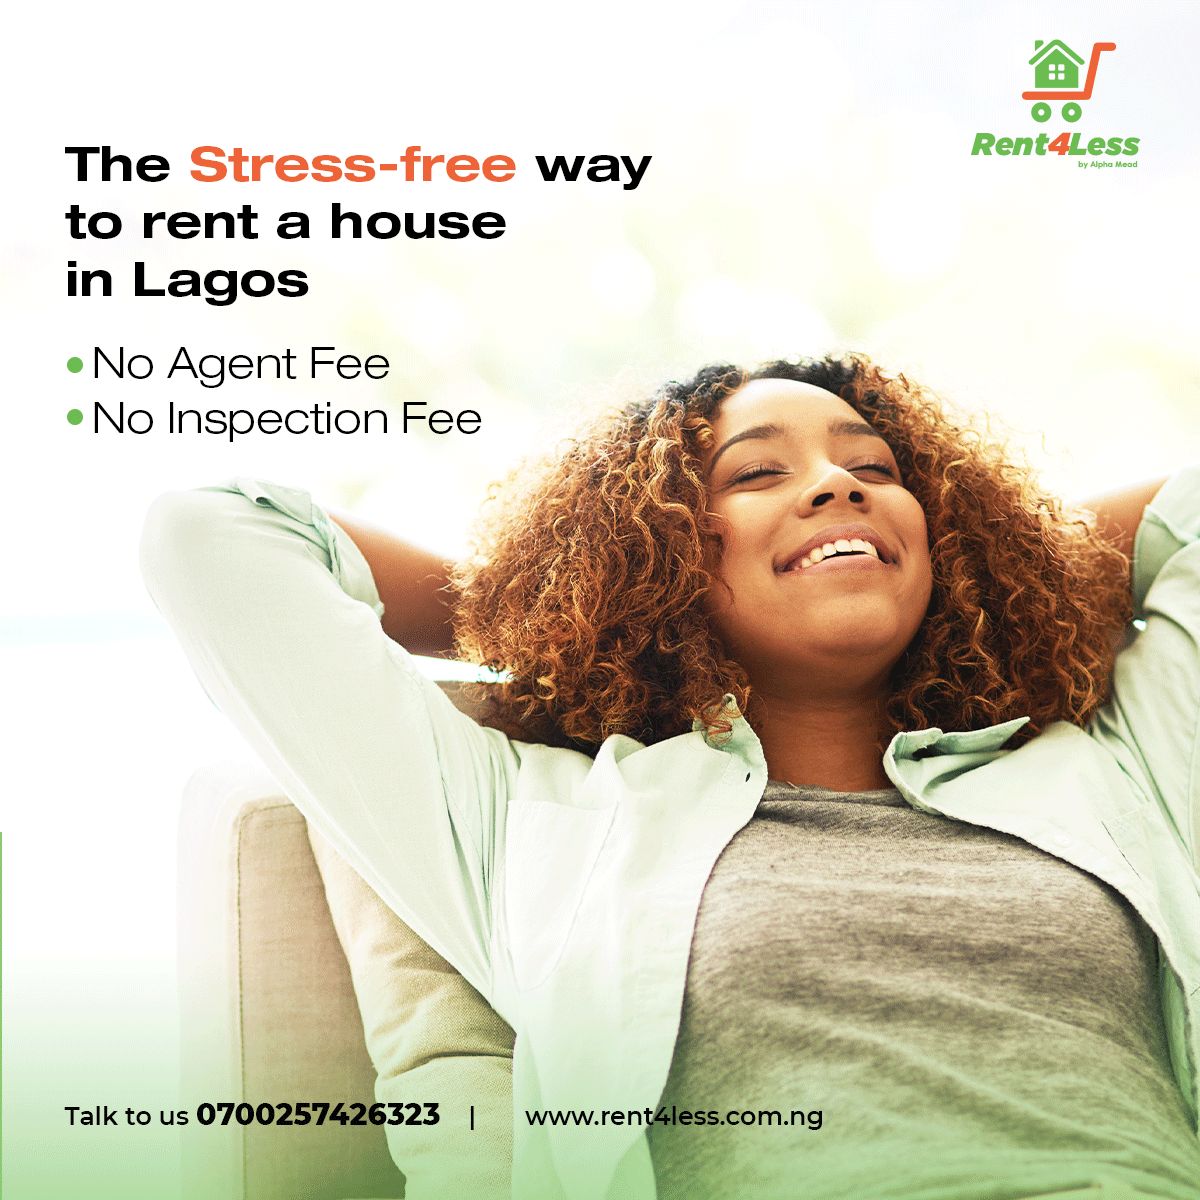 Rent4Less
by Alpha Mead
The Stress-free way
to rent a house
in Lagos
No Agent Fee
No Inspection Fee
Talk to us 0700257426323 | www.rent4less.com.ng